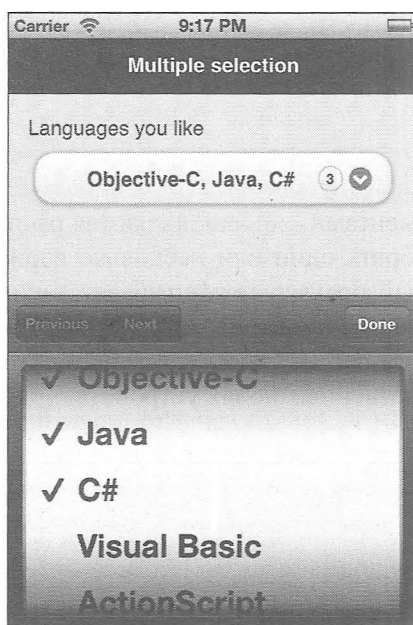 Carrier 9:17 PM
Multiple selection
Languages you like
Objective-C, Java, C# 3
Previous Next Done
✓ Objective-C
✓ Java
✓ C#
Visual Basic
ActionScript